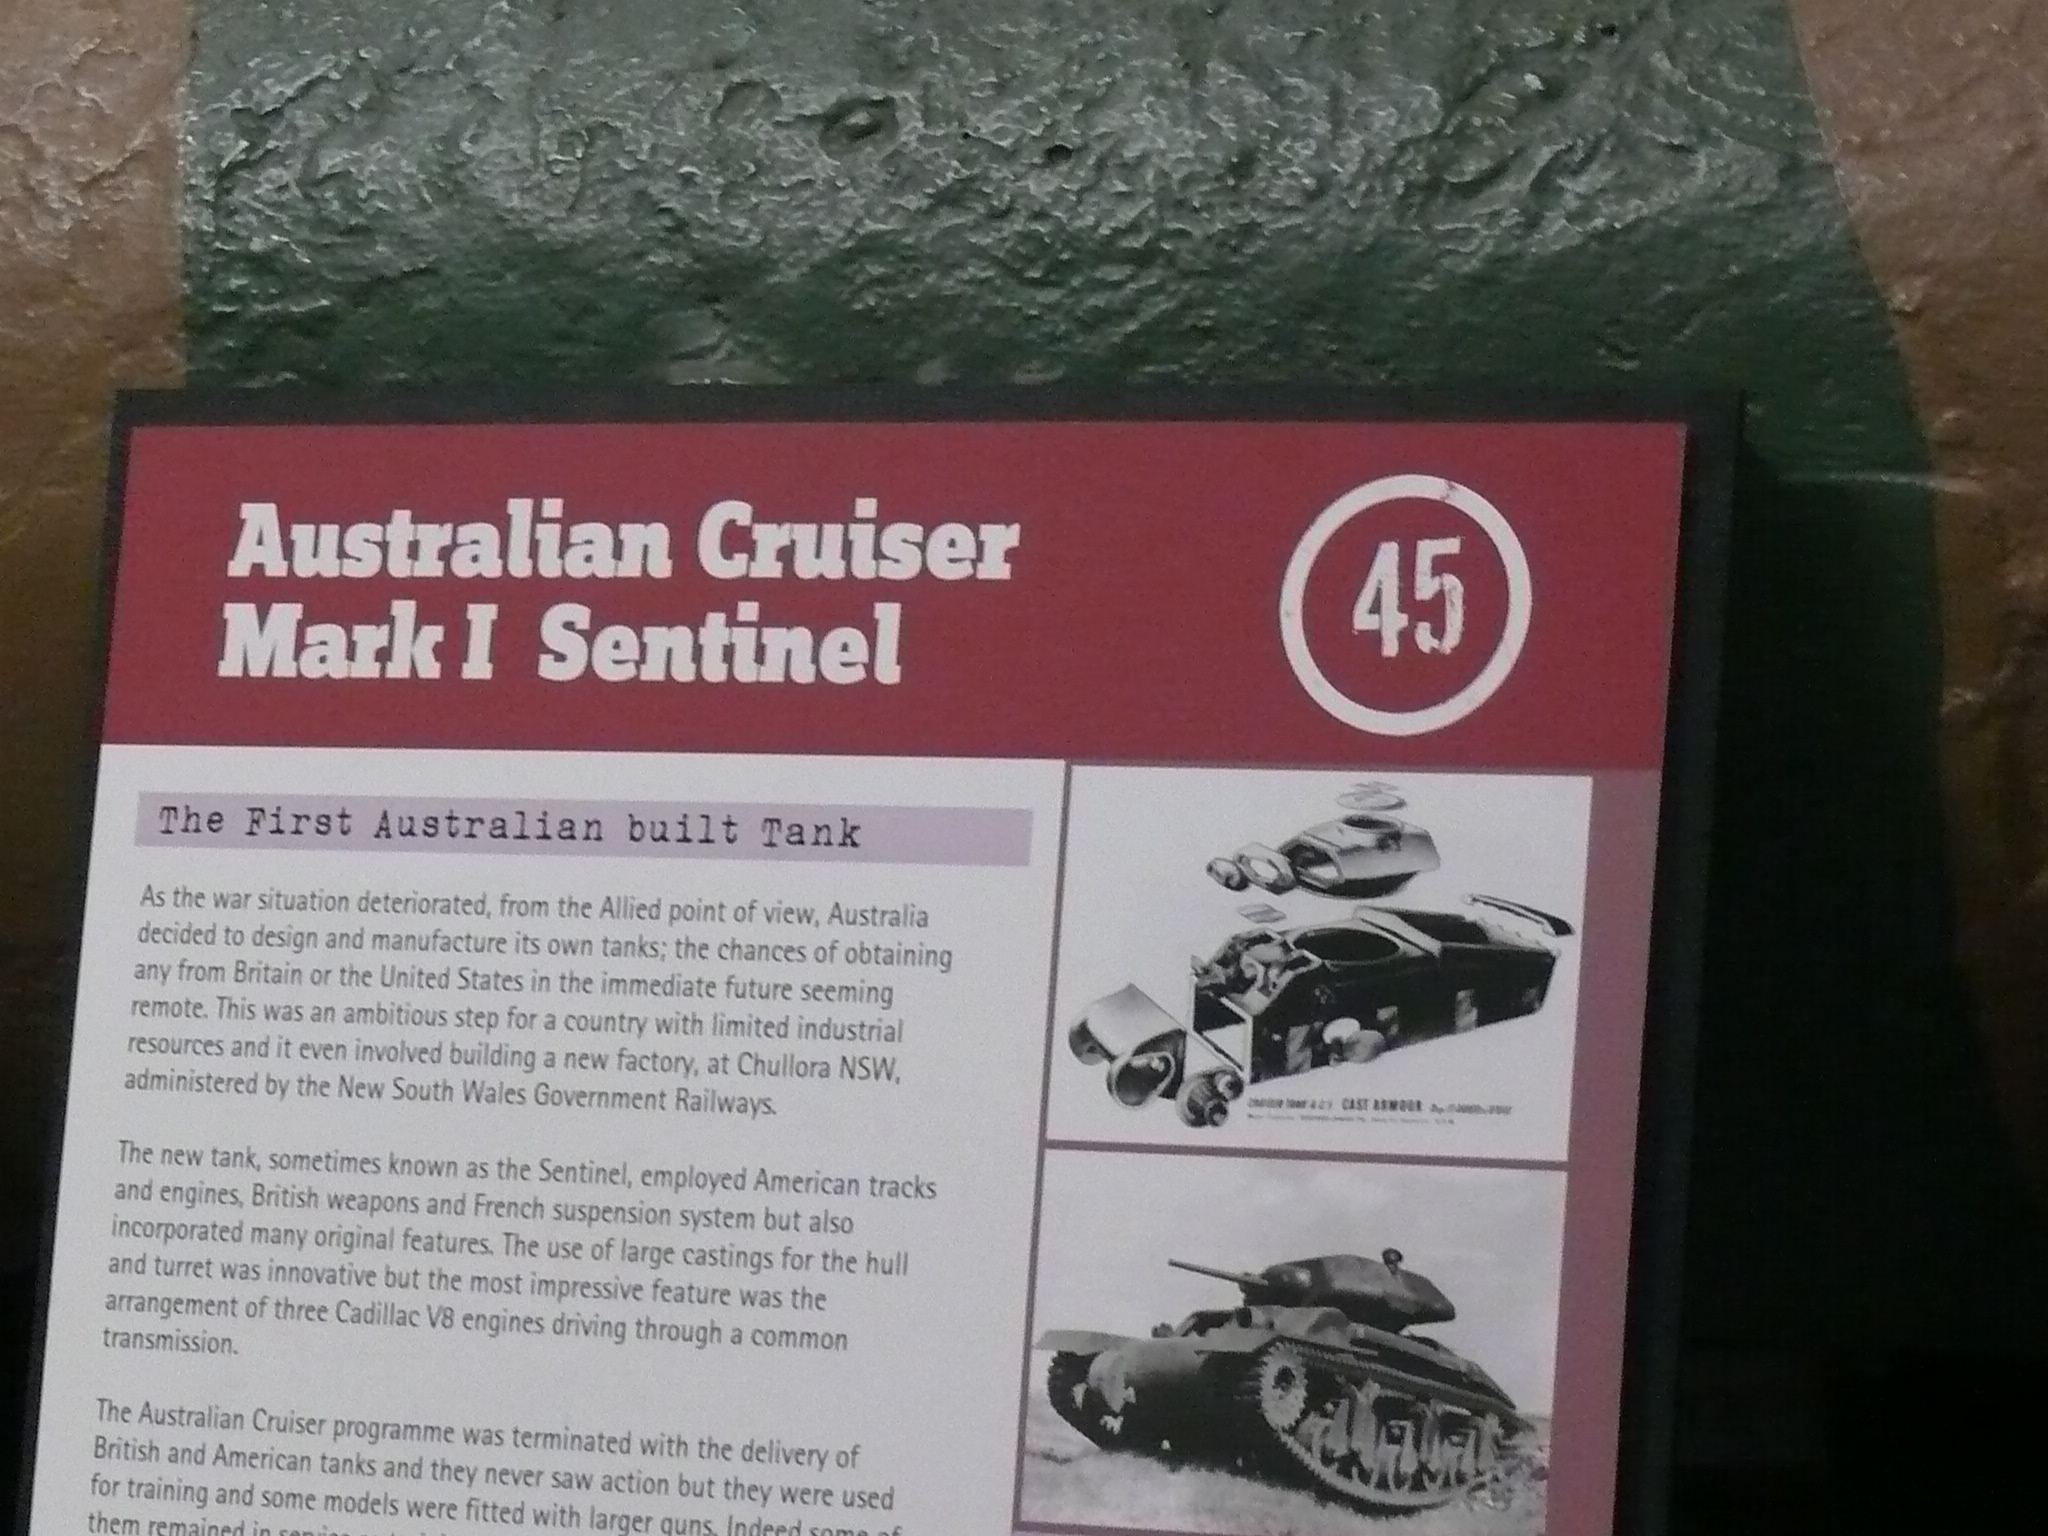 Australian Cruiser
Mark I Sentinel
45
The First Australian built Tank
As the war situation deteriorated, from the Allied point of view, Australia
decided to design and manufacture its own tanks; the chances of obtaining
any from Britain or the United States in the immediate future seeming
remote. This was an ambitious step for a country with limited industrial
resources and it even involved building a new factory, at Chullora NSW,
administered by the New South Wales Government Railways.
The new tank, sometimes known as the Sentinel, employed American tracks
and engines, British weapons and French suspension system but also
incorporated many original features. The use of large castings for the hull
and turret was innovative but the most impressive feature was the
arrangement of three Cadillac V8 engines driving through a common
transmission.
The Australian Cruiser programme was terminated with the delivery of
British and American tanks and they never saw action but they were used
for training and some models were fitted with larger guns. Indeed some of
them remained in
CAST ARMOUR